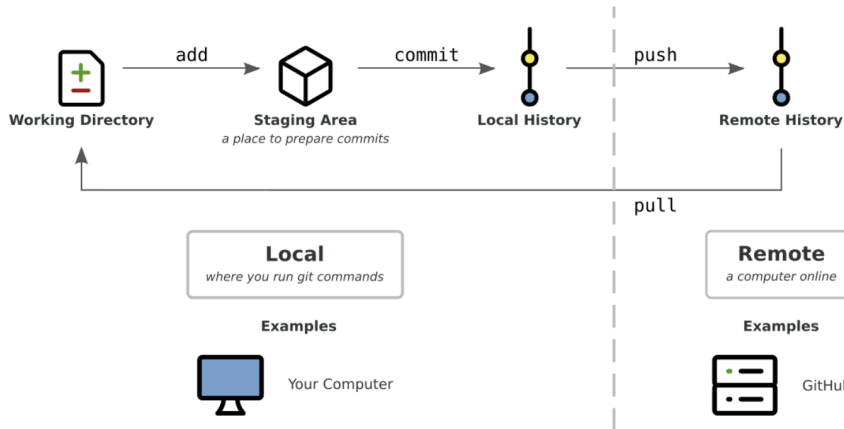 add
commit
push
Working Directory
Staging Area
a place to prepare commits
Local History
Remote History
pull
Local
where you run git commands
Remote
a computer online
Examples
Examples
Your Computer